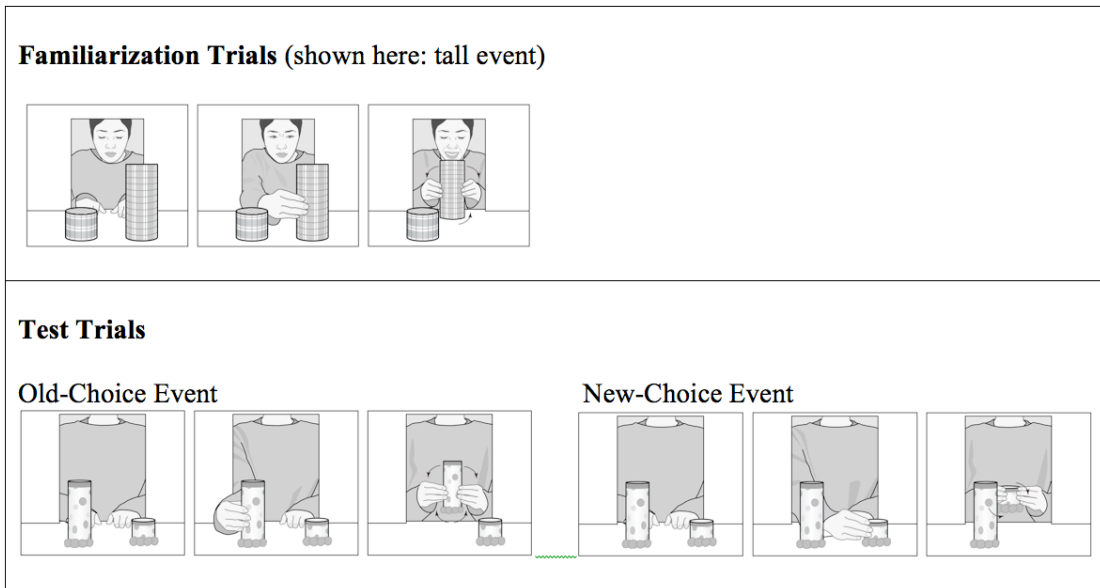 Familiarization Trials (shown here: tall event)
Test Trials
Old-Choice Event
New-Choice Event